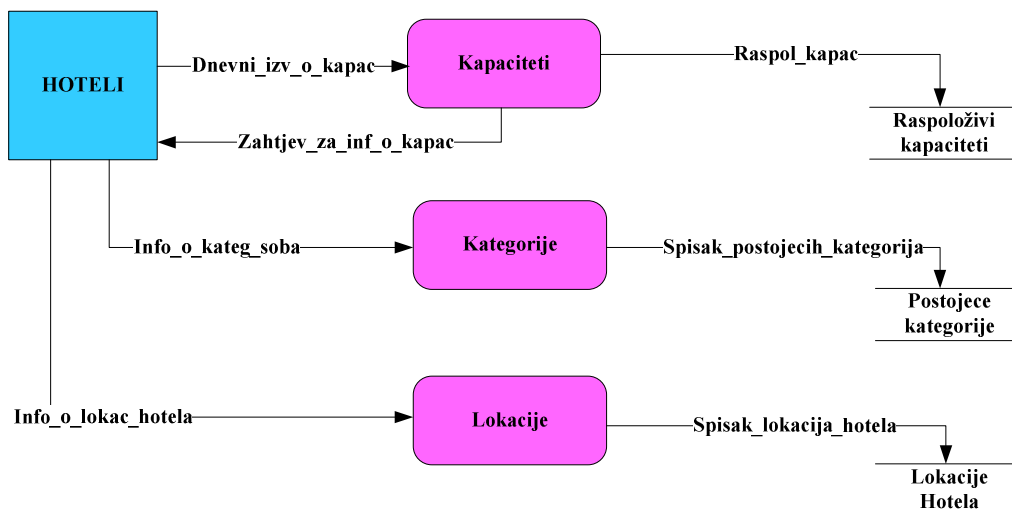 HOTELI
Dnevni_izv_o_kapac
Kapaciteti
Raspol_kapac
Raspoloživi
kapaciteti
Zahtjev_za_inf_o_kapac
Info_o_kateg_soba
Kategorije
Spisak_postojecih_kategorija
Postojece
kategorije
Info_o_lokac_hotela
Lokacije
Spisak_lokacija_hotela
Lokacije
Hotela